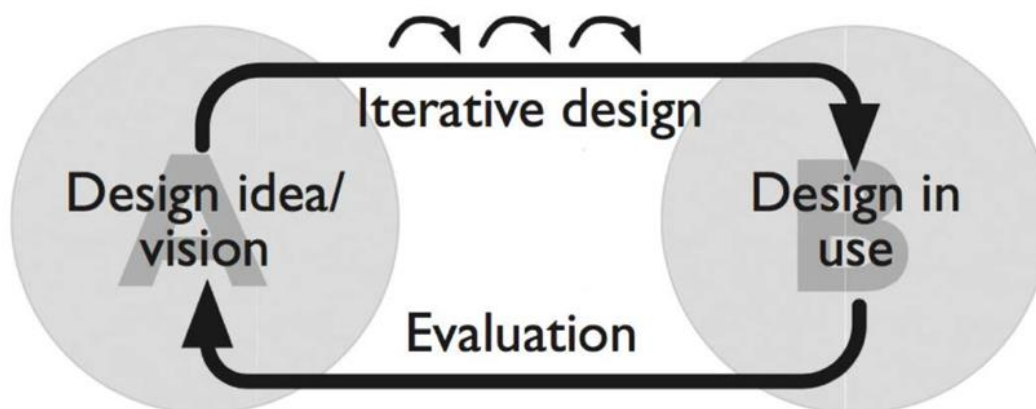 Iterative design
A
Design idea/
vision
B
Design in
use
Evaluation